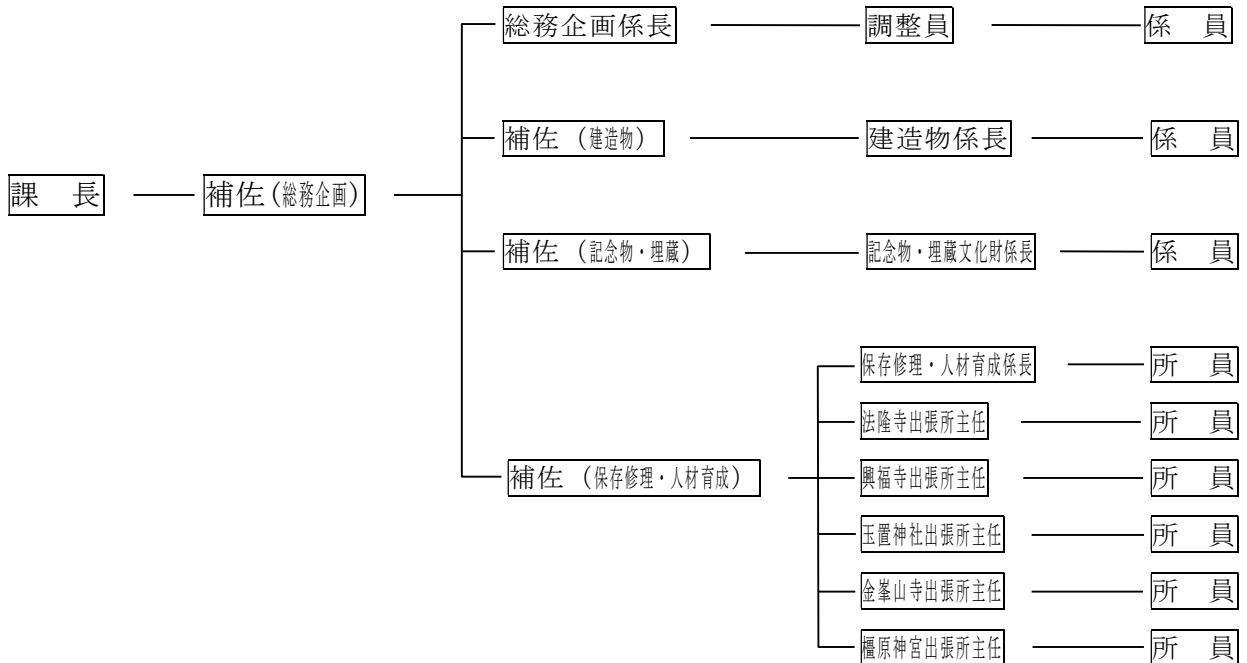 総務企画係長 調整員 係　員
補佐（建造物） 建造物係長 係　員
課　長 補佐（総務企画）
補佐（記念物・埋蔵） 記念物・埋蔵文化財係長 係　員
保存修理・人材育成係長 所　員
法隆寺出張所主任 所　員
補佐（保存修理・人材育成） 興福寺出張所主任 所　員
玉置神社出張所主任 所　員
金峯山寺出張所主任 所　員
橿原神宮出張所主任 所　員